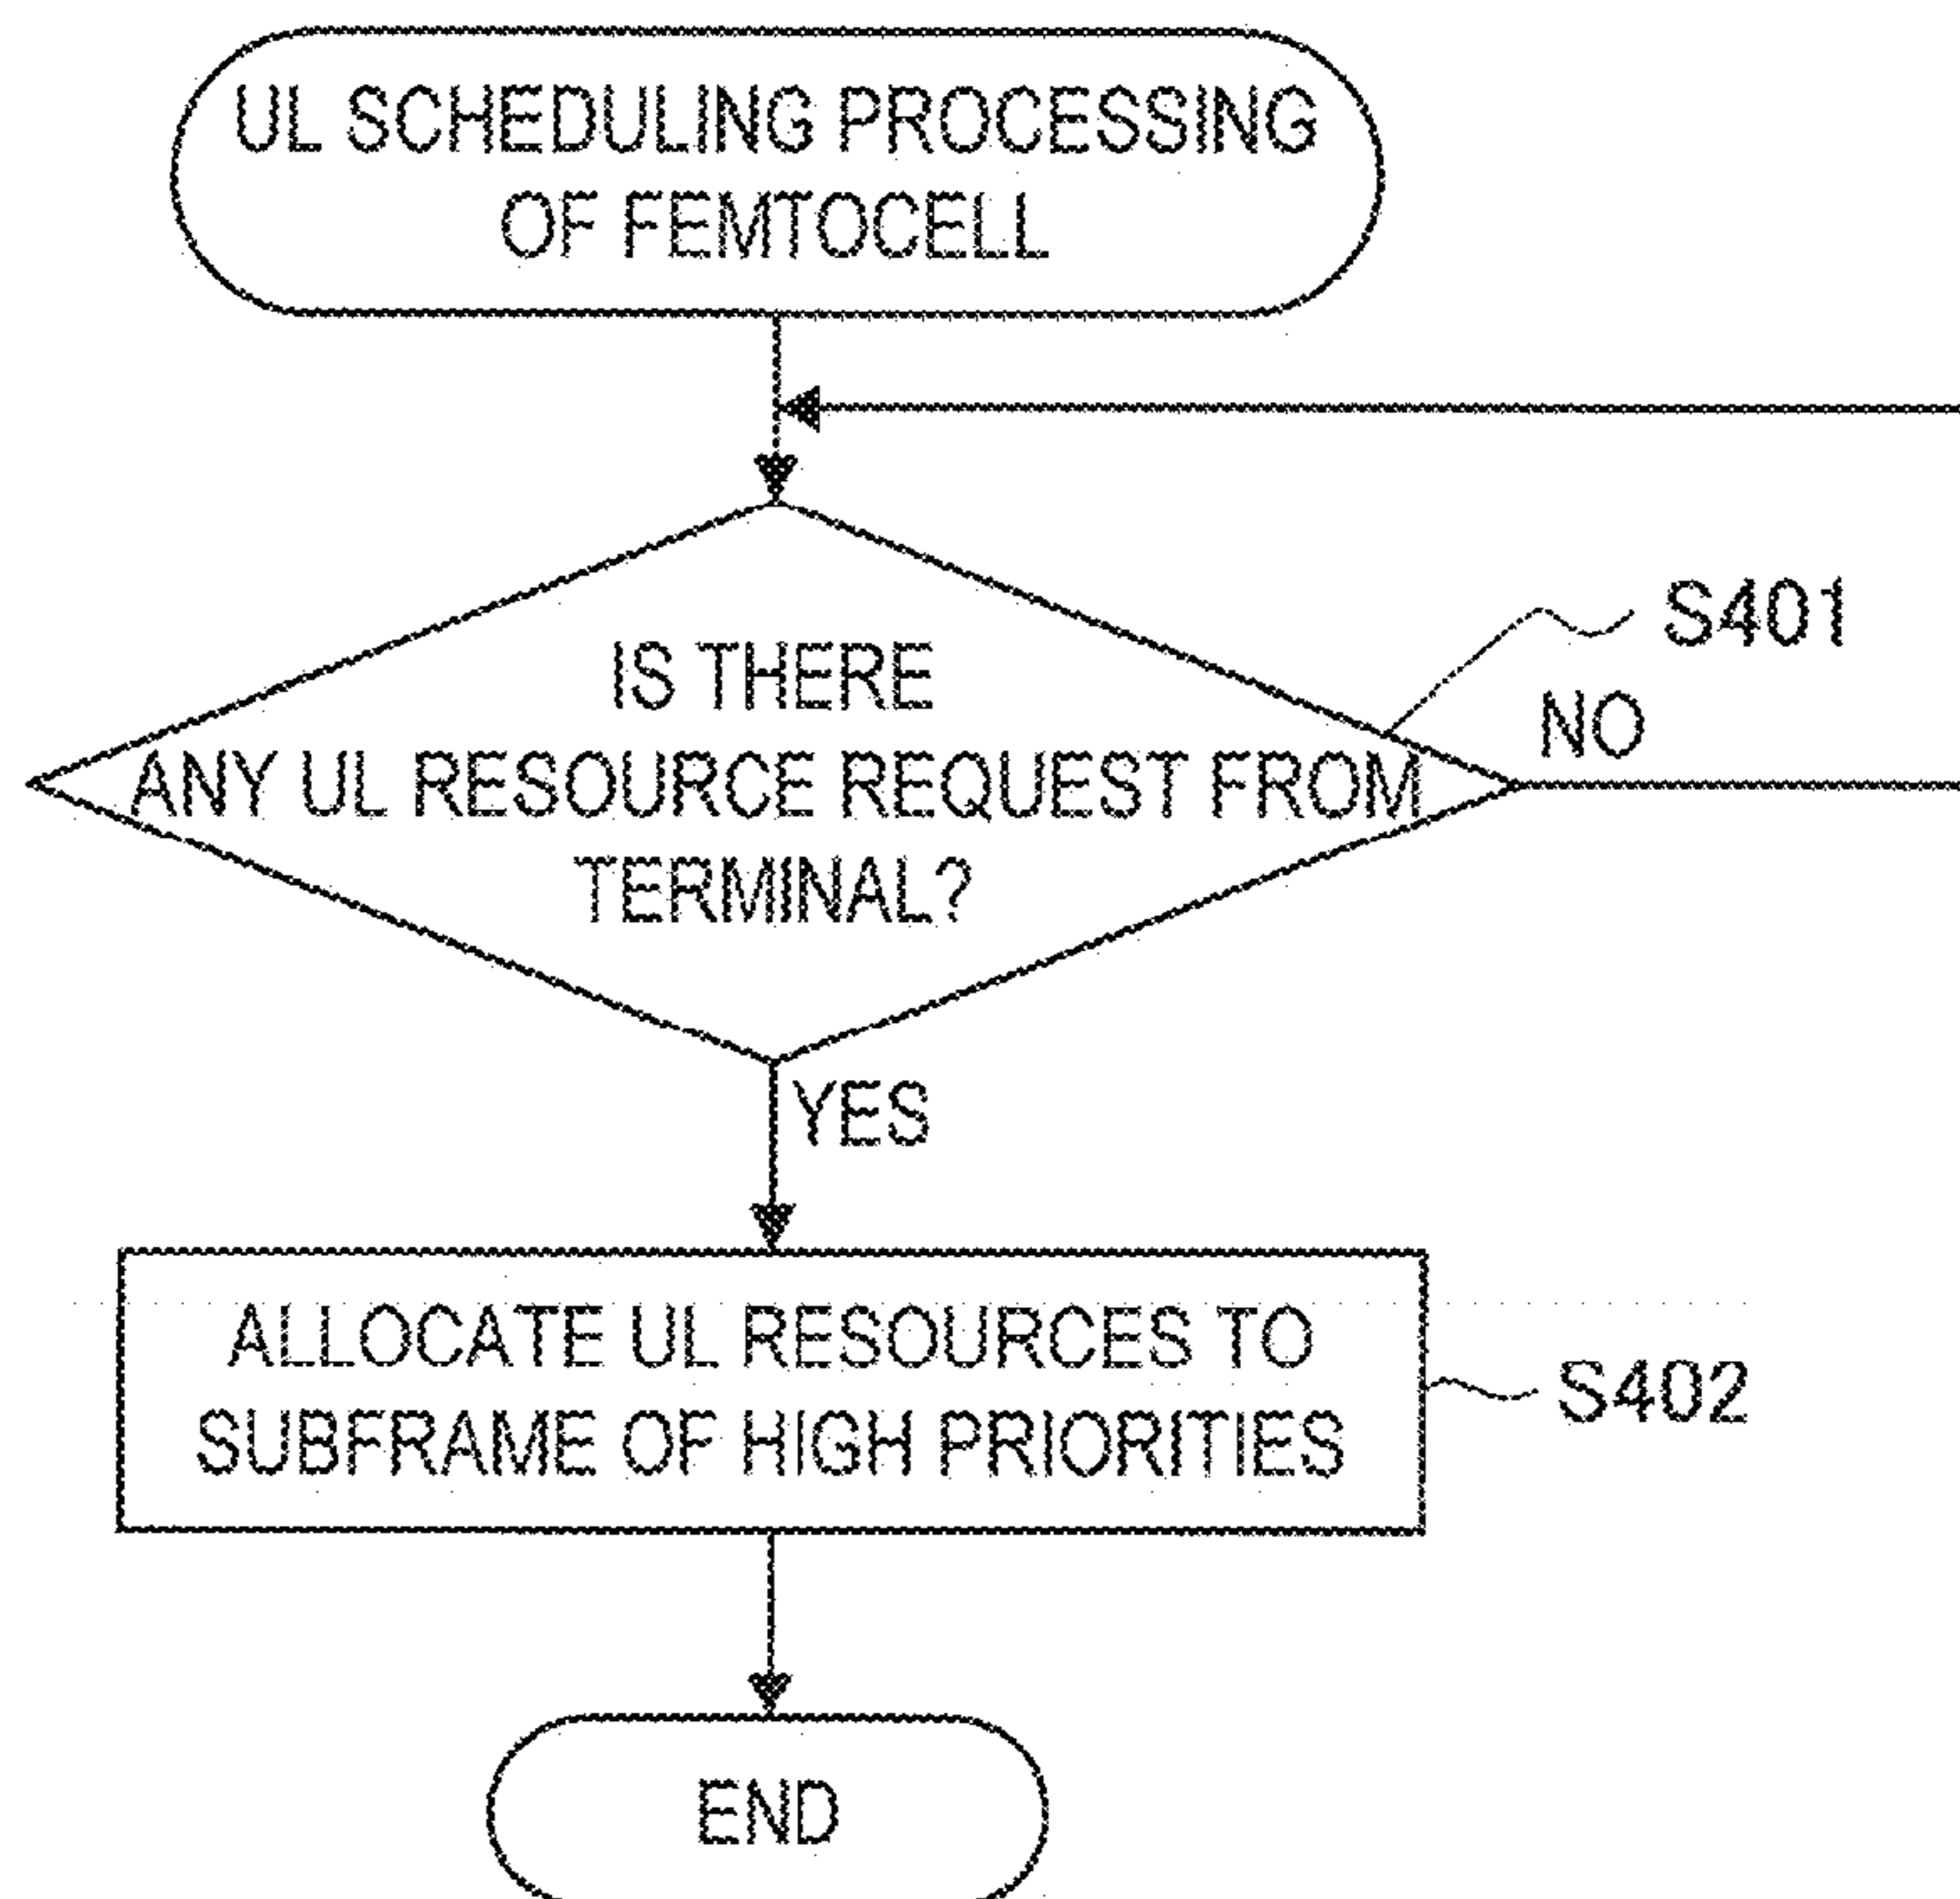 UL SCHEDULING PROCESSING
OF FEMTOCELL
S401
IS THERE
NO
ANY UL RESOURCE REQUEST FROM
TERMINAL?
YES
ALLOCATE UL RESOURCES TO
SUBFRAME OF HIGH PRIORITIES
S402
END